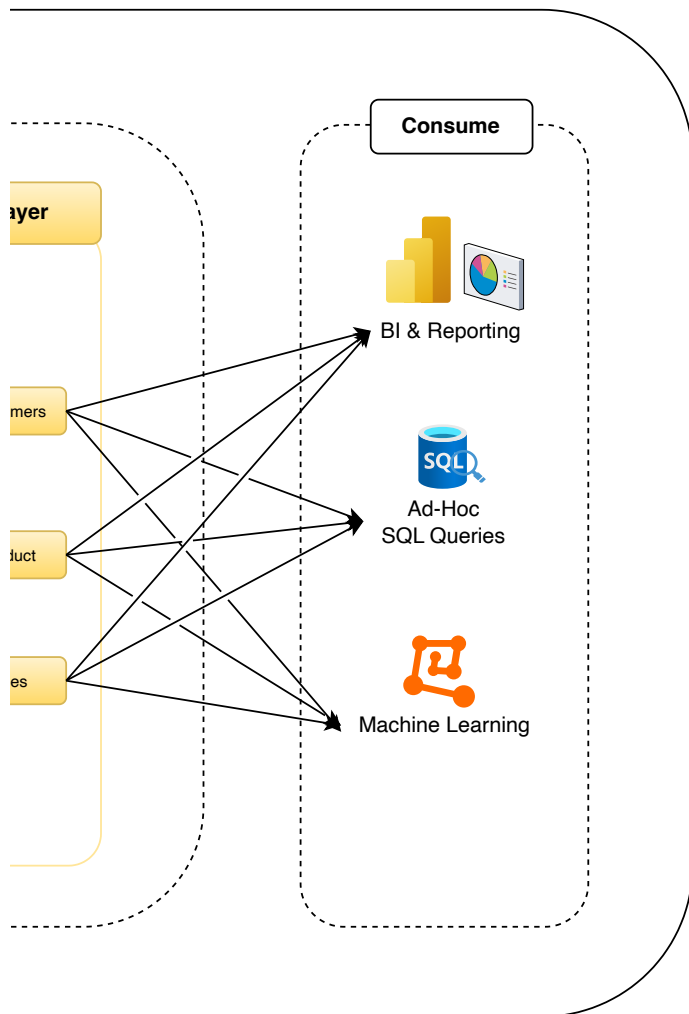 Consume
ayer
BI & Reporting
mers
SQL
Ad-Hoc
SQL Queries
duct
es
Machine Learning